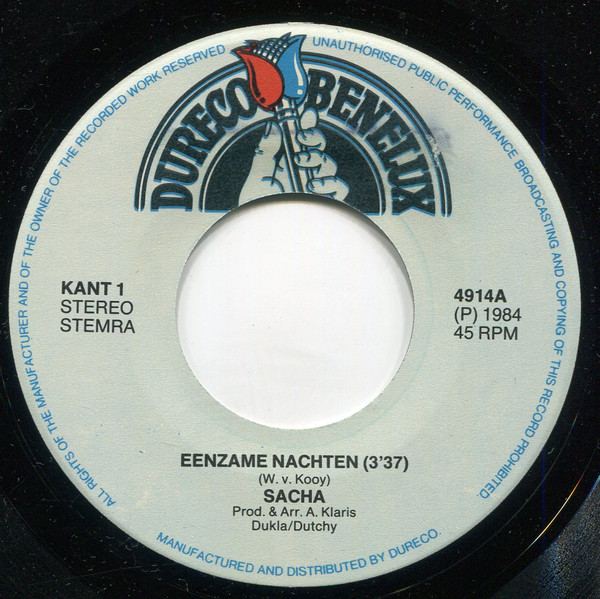 ALL RIGHTS OF THE MANUFACTURER AND OF THE OWNER OF THE RECORDED WORK RESERVED
UNAUTHORISED PUBLIC PERFORMANCE BROADCASTING AND COPYING OF THIS RECORD PROHIBITED
DURECO BENELUX
KANT 1
STEREO
STEMRA
4914A
(P) 1984
45 RPM
EENZAME NACHTEN (3'37)
(W. v. Kooy)
SACHA
Prod. & Arr. A. Klaris
Dukla/Dutchy
MANUFACTURED AND DISTRIBUTED BY DURECO.